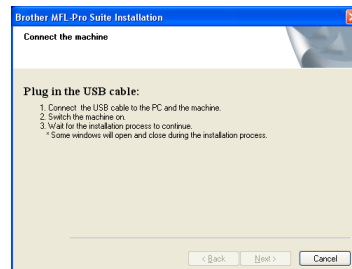 Brother MFL-Pro Suite Installation
Connect the machine
Plug in the USB cable:
1. Connect the USB cable to the PC and the machine.
2. Switch the machine on.
3. Wait for the installation process to continue.
* Some windows will open and close during the installation process.
< Back
Next >
Cancel